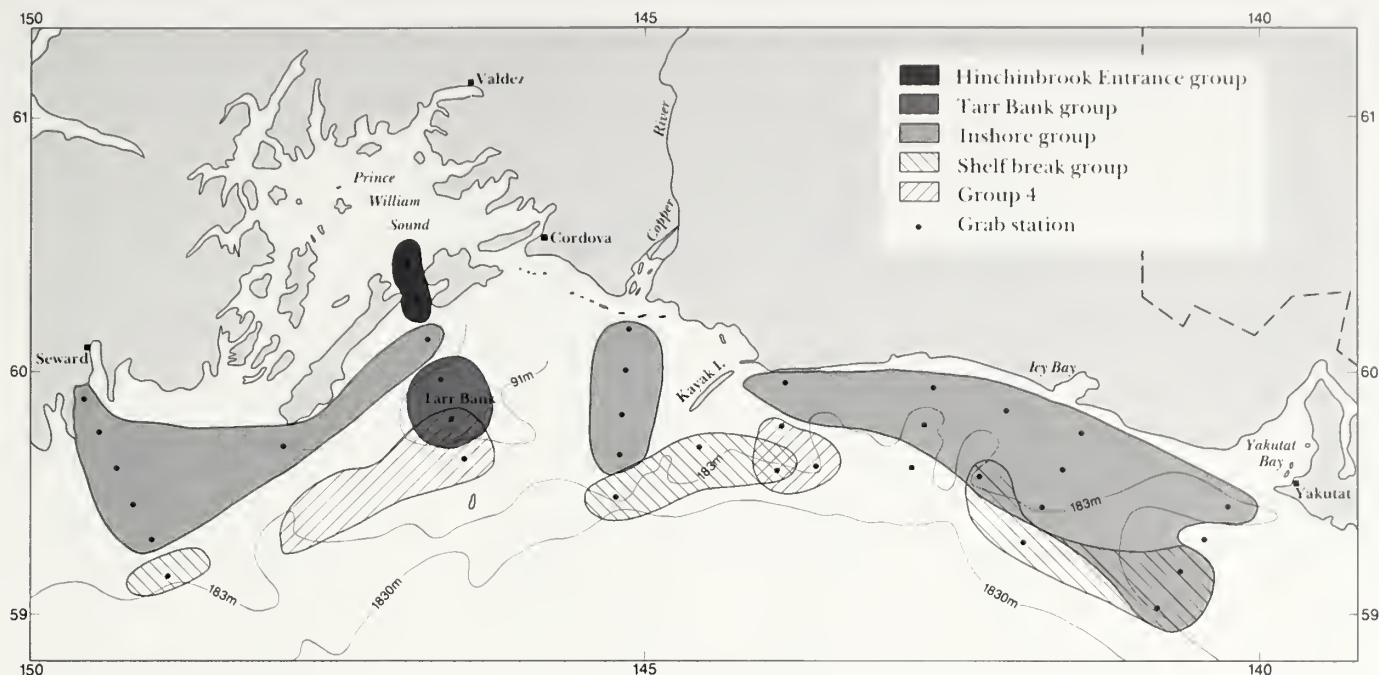 150
145
140
Valdez
61
River
Hinchinbrook Entrance group
Tarr Bank group
Inshore group
Shelf break group
Group 4
Grab station
61
Prince
William
Sound
Copper
Cordova
Seward
60
Kayak I.
Icy Bay
60
91m
Tarr Bank
Yakutat
Bay
Yakutat
183m
183m
183m
1830m
1830m
59
59
150
145
140